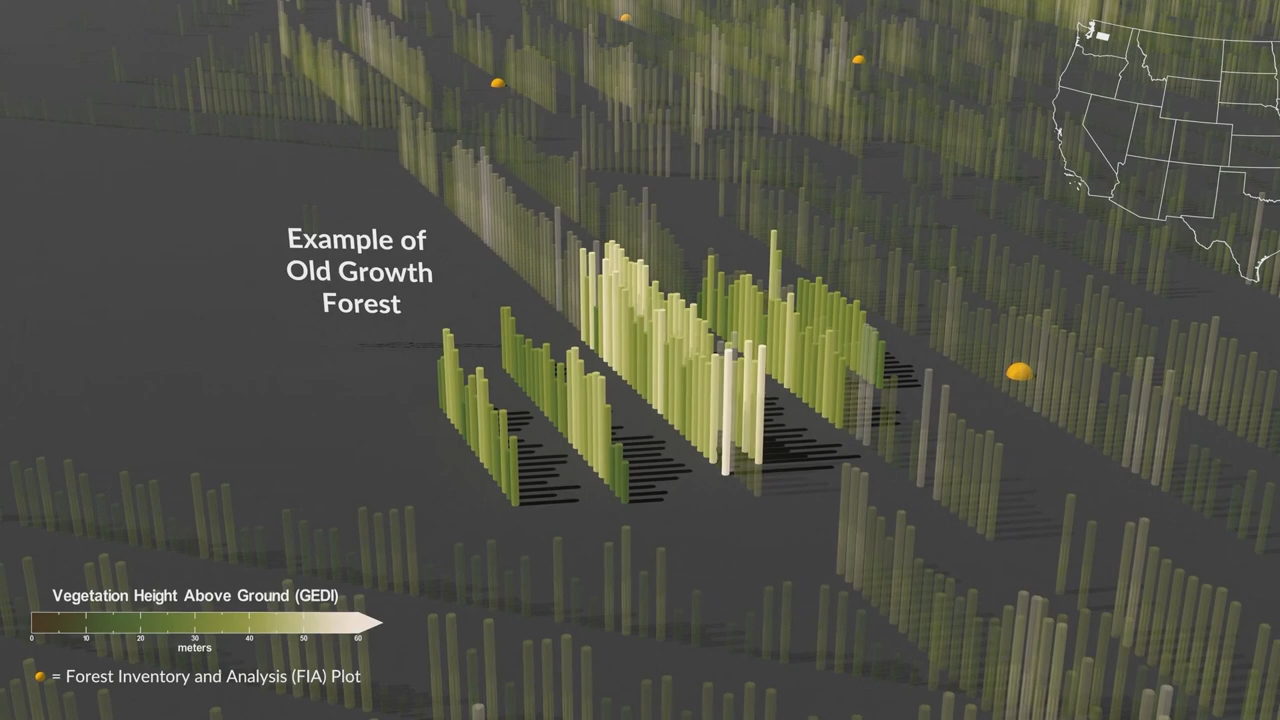 Example of
Old Growth
Forest
Vegetation Height Above Ground (GEDI)
0 10 20 30 40 50 60
meters
= Forest Inventory and Analysis (FIA) Plot